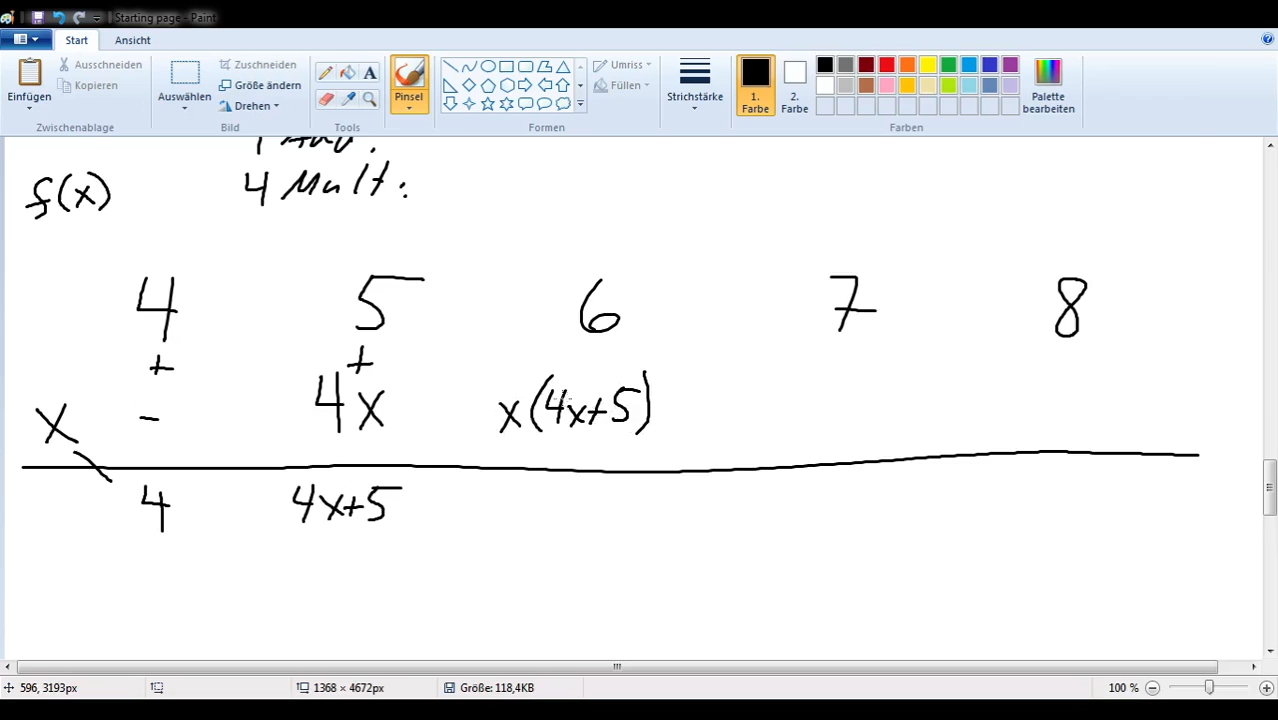 Starting page - Paint
Start Ansicht
Einfügen
Ausschneiden
Kopieren
Zwischenablage
Auswählen
Größe ändern
Drehen
Bild
Tools
Pinsel
Formen
Umriss
Füllen
Strichstärke
1. Farbe
2. Farbe
Palette bearbeiten
Farben
f(x) 4 Mult.
4 5 6 7 8
+ +
x - 4x x(4x+5)
4 4x+5
596, 3193px 1368 × 4672px Größe: 118,4KB 100 %